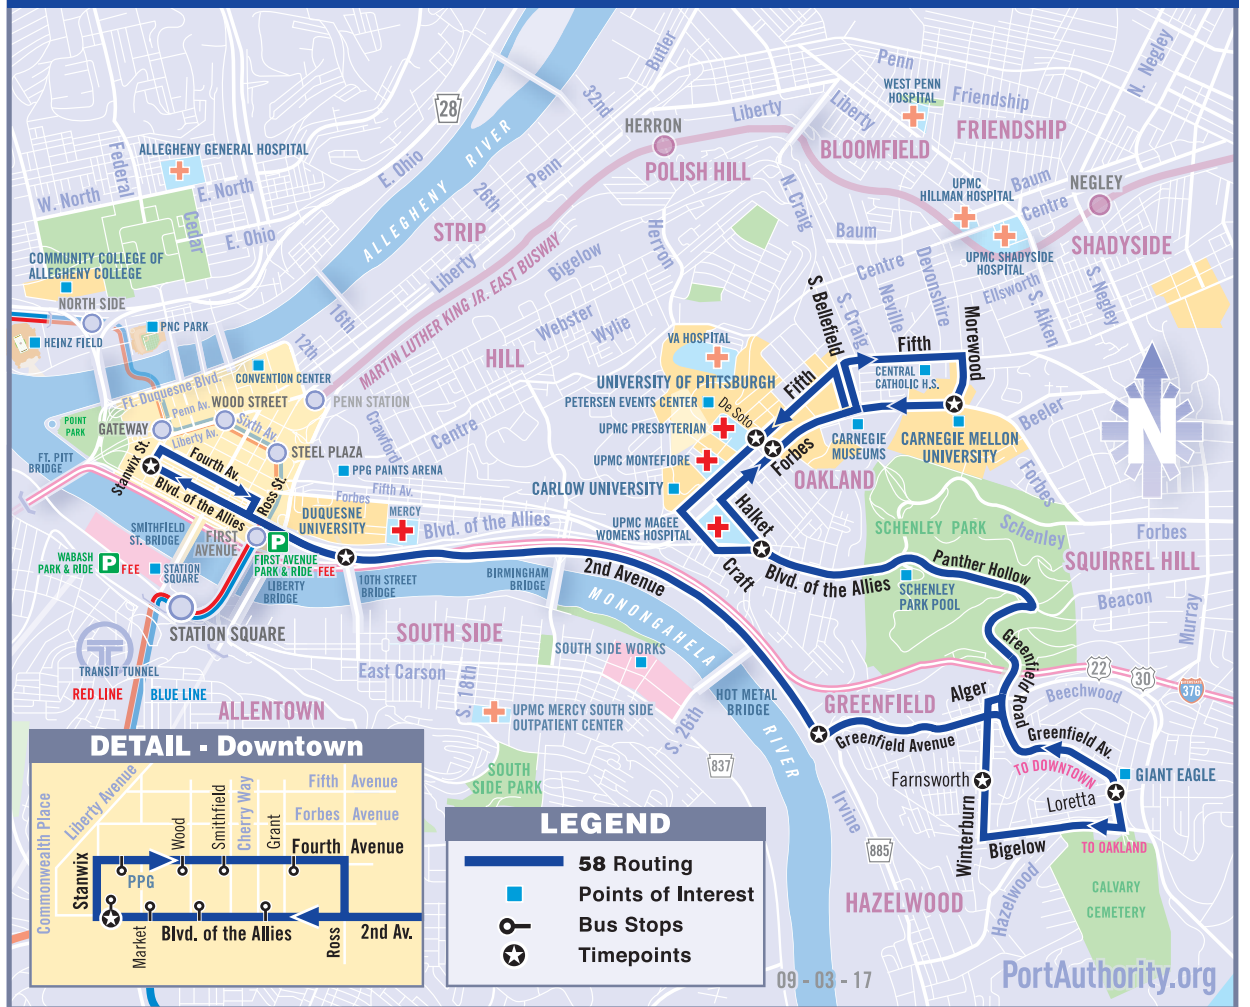 28
Butler
32nd
Penn
WEST PENN
HOSPITAL
Friendship
FRIENDSHIP
N. Negley
Liberty
Liberty
HERRON
POLISH HILL
BLOOMFIELD
ALLEGHENY GENERAL HOSPITAL
Federal
E. North
W. North
Cedar
E. Ohio
E. Ohio
ALLEGHENY RIVER
26th
Penn
STRIP
Liberty
MARTIN LUTHER KING JR. EAST BUSWAY
Bigelow
Herron
N. Craig
UPMC
HILLMAN HOSPITAL
Baum
Centre
NEGLEY
Baum
UPMC SHADYSIDE
HOSPITAL
SHADYSIDE
COMMUNITY COLLEGE OF
ALLEGHENY COLLEGE
NORTH SIDE
PNC PARK
HEINZ FIELD
16th
12th
Webster
Wylie
HILL
Centre
Neville
Devonshire
Ellsworth
S. Aiken
S. Negley
S. Bellefield
S. Craig
Morewood
Fifth
CENTRAL
CATHOLIC H.S.
VA HOSPITAL
UNIVERSITY OF PITTSBURGH
Fifth
PETERSEN EVENTS CENTER
De Soto
UPMC PRESBYTERIAN
UPMC MONTEFIORE
Forbes
CARLOW UNIVERSITY
OAKLAND
CARNEGIE
MUSEUMS
CARNEGIE MELLON
UNIVERSITY
Beeler
Forbes
N
CONVENTION CENTER
Ft. Duquesne Blvd.
Penn Av.
WOOD STREET
PENN STATION
POINT
PARK
GATEWAY
Liberty Av.
Sixth Av.
STEEL PLAZA
Crawford
Centre
FT. PITT
BRIDGE
Stanwix St.
Fourth Av.
Blvd. of the Allies
Ross St.
PPG PAINTS ARENA
Fifth Av.
Forbes
DUQUESNE
UNIVERSITY
MERCY
Blvd. of the Allies
UPMC MAGEE
WOMENS HOSPITAL
Halket
Craft
Blvd. of the Allies
SCHENLEY PARK
Schenley
Forbes
SQUIRREL HILL
Panther Hollow
SCHENLEY
PARK POOL
Beacon
Murray
SMITHFIELD
ST. BRIDGE
FIRST
AVENUE
P
FIRST AVENUE
PARK & RIDE FEE
WABASH
PARK & RIDE
P
FEE
STATION
SQUARE
LIBERTY
BRIDGE
10TH STREET
BRIDGE
BIRMINGHAM
BRIDGE
2nd Avenue
MONONGAHELA
RIVER
STATION SQUARE
TRANSIT TUNNEL
RED LINE
BLUE LINE
SOUTH SIDE
East Carson
SOUTH SIDE WORKS
S. 18th
S. 26th
UPMC MERCY SOUTH SIDE
OUTPATIENT CENTER
HOT METAL
BRIDGE
ALLENTOWN
SOUTH
SIDE PARK
837
GREENFIELD
Greenfield Avenue
Alger
Greenfield Road
22
30
INTERSTATE
376
Beechwood
Greenfield Av.
TO DOWNTOWN
GIANT EAGLE
Farnsworth
Loretta
Winterburn
Bigelow
TO OAKLAND
Irvine
885
HAZELWOOD
Hazelwood
CALVARY
CEMETERY
DETAIL - Downtown
Commonwealth Place
Liberty Avenue
Fifth Avenue
Forbes Avenue
Fourth Avenue
Wood
Smithfield
Cherry Way
Grant
Stanwix
PPG
Market
Blvd. of the Allies
Ross
2nd Av.
LEGEND
58 Routing
Points of Interest
Bus Stops
Timepoints
09 - 03 - 17
PortAuthority.org